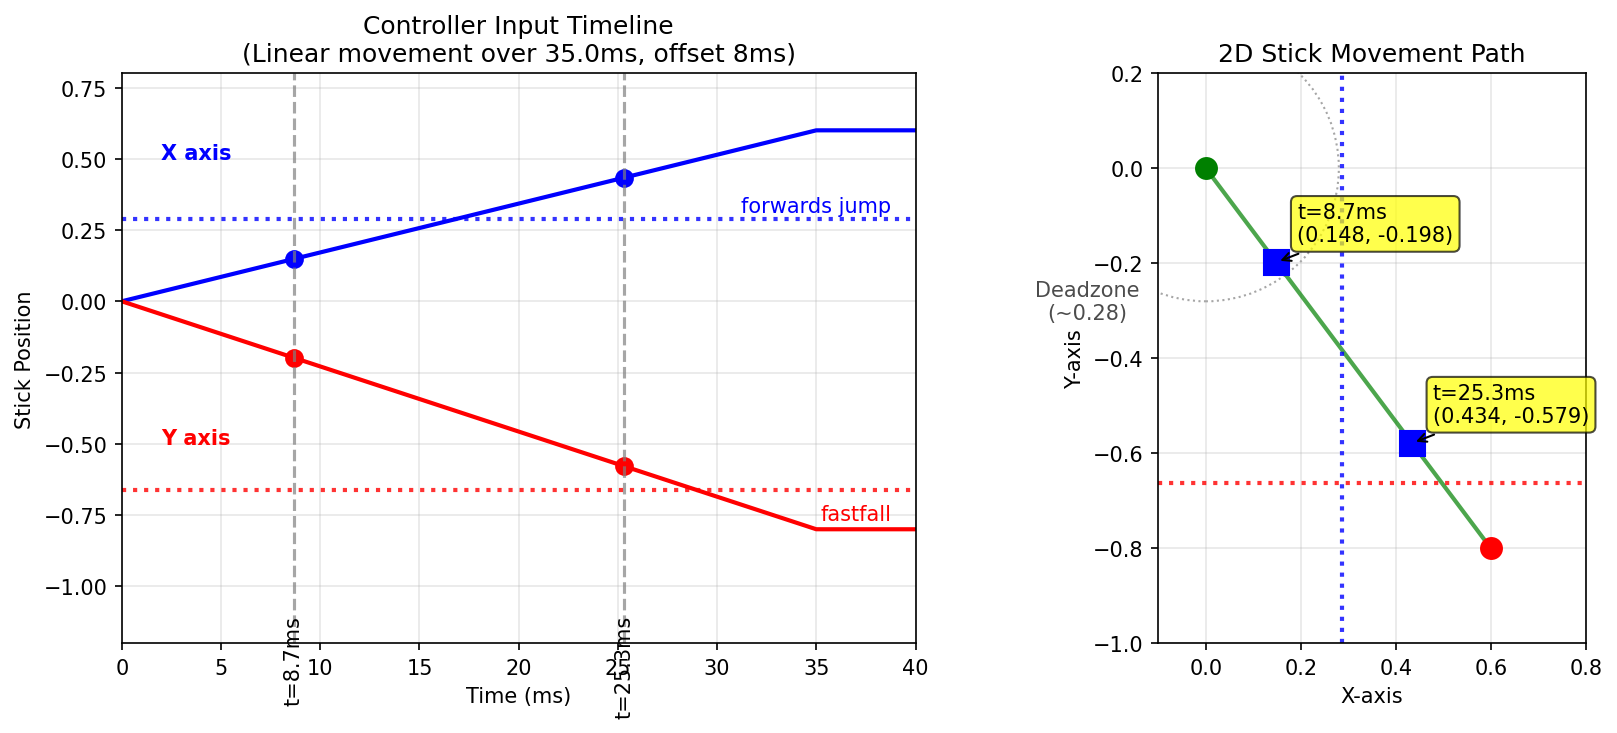 Controller Input Timeline
(Linear movement over 35.0ms, offset 8ms)
Stick Position
0.75
0.50
0.25
0.00
−0.25
−0.50
−0.75
−1.00
X axis
forwards jump
Y axis
fastfall
t=8.7ms
t=25.3ms
0
5
10
15
20
25
30
35
40
Time (ms)
2D Stick Movement Path
Y-axis
0.2
0.0
−0.2
−0.4
−0.6
−0.8
−1.0
Deadzone
(~0.28)
t=8.7ms
(0.148, -0.198)
t=25.3ms
(0.434, -0.579)
0.0
0.2
0.4
0.6
0.8
X-axis